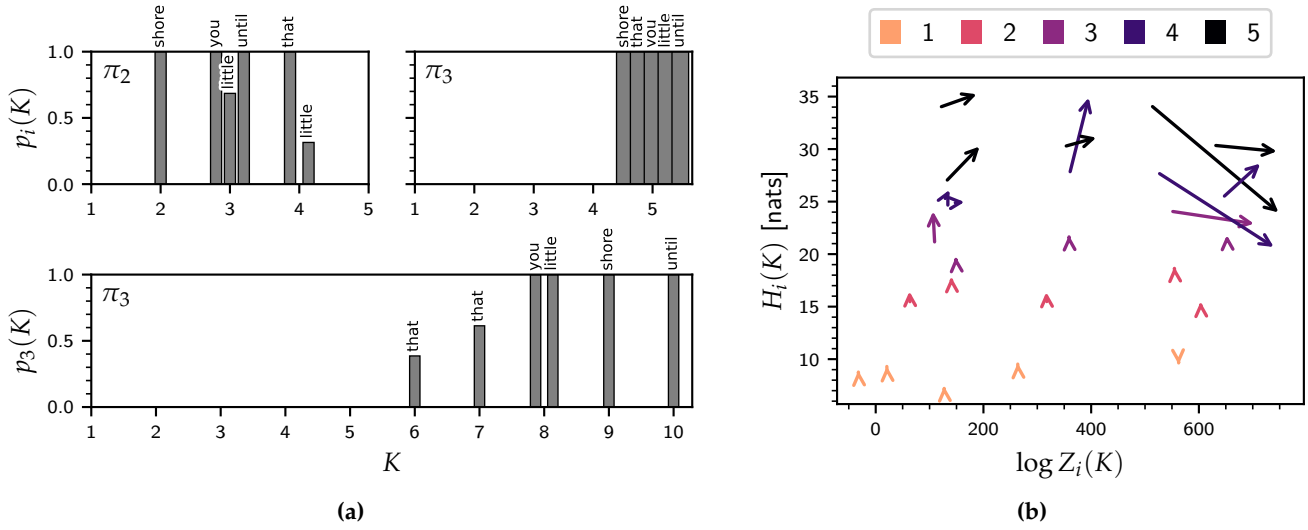 shore you little until that little
1.0 π₂
0.5
0.0
pᵢ(K)
1 2 3 4 5
shore that you little until
π₃
1 2 3 4 5
that that you little shore until
1.0 π₃
0.5
0.0
p₃(K)
1 2 3 4 5 6 7 8 9 10
K
(a)
1 2 3 4 5
35
30
25
20
15
10
Hᵢ(K) [nats]
0 200 400 600
log Zᵢ(K)
(b)